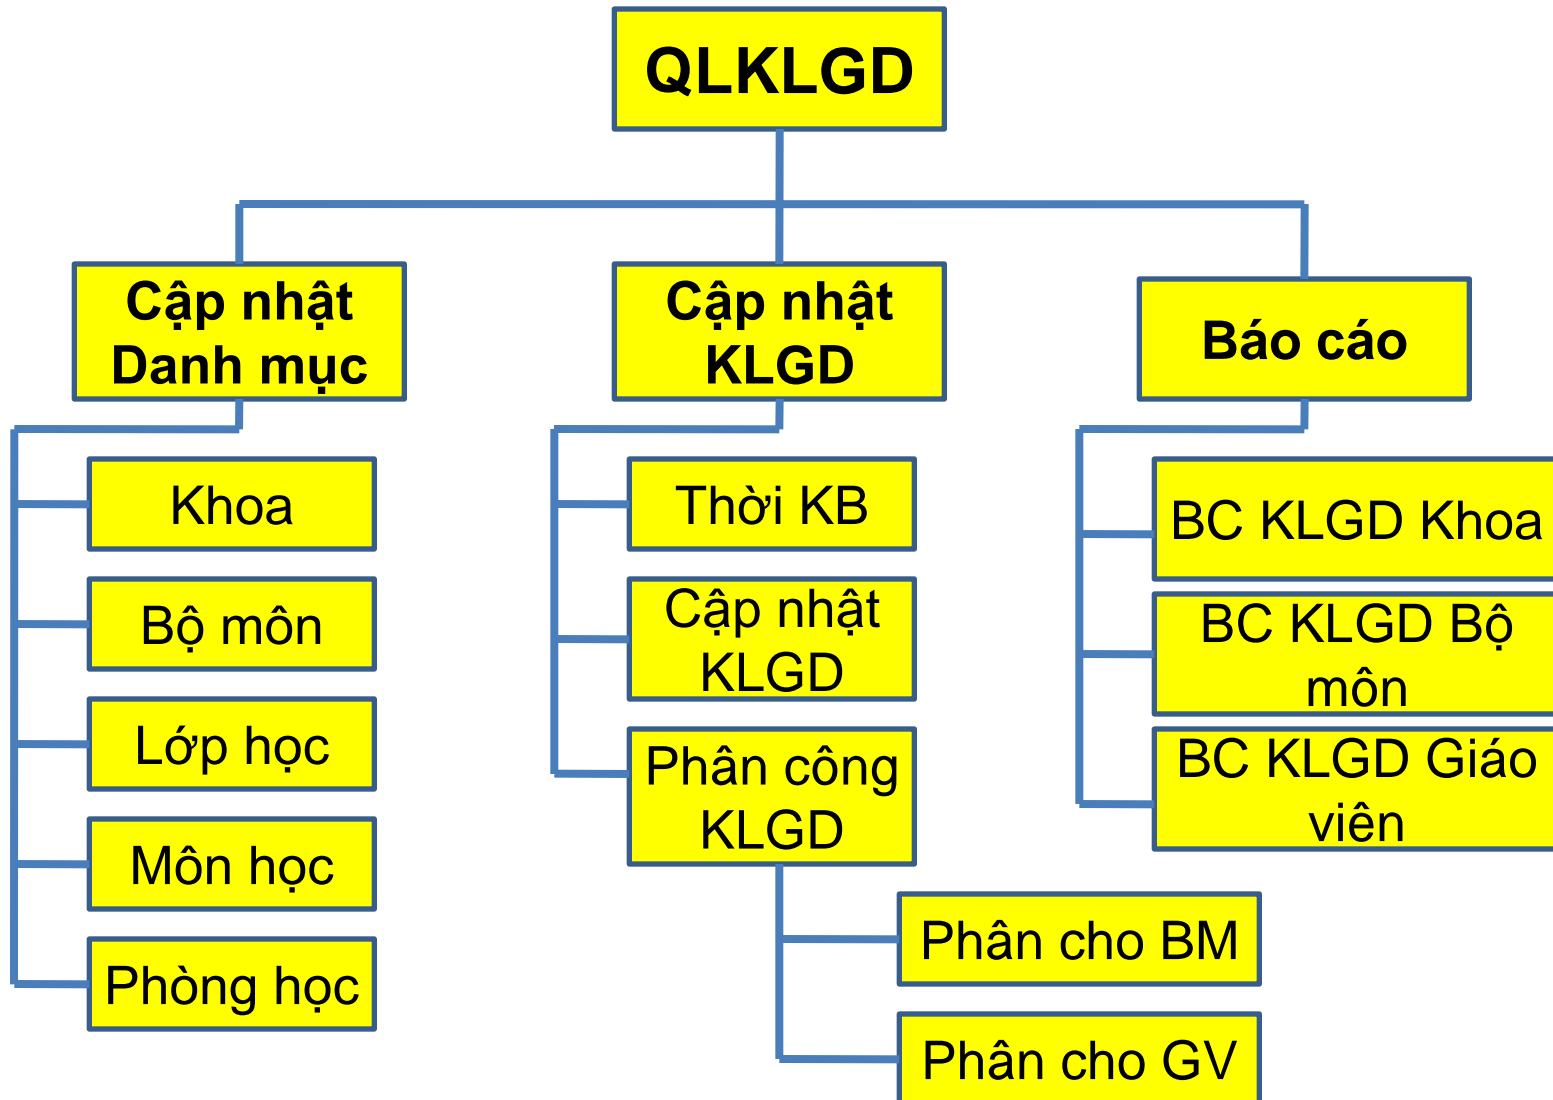 QLKLGD
Cập nhật
Danh mục
Cập nhật
KLGD
Báo cáo
Khoa
Bộ môn
Lớp học
Môn học
Phòng học
Thời KB
Cập nhật
KLGD
Phân công
KLGD
Phân cho BM
Phân cho GV
BC KLGD Khoa
BC KLGD Bộ
môn
BC KLGD Giáo
viên